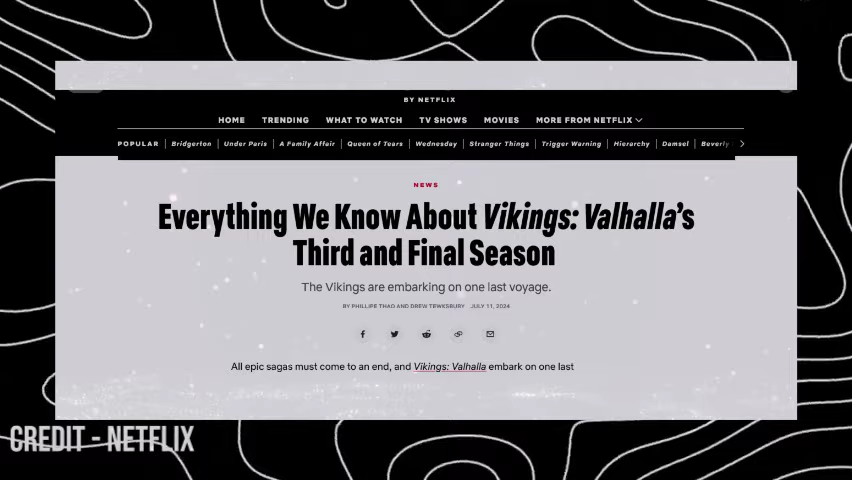 BY NETFLIX
HOME TRENDING WHAT TO WATCH TV SHOWS MOVIES MORE FROM NETFLIX
POPULAR Bridgerton Under Paris A Family Affair Queen of Tears Wednesday Stranger Things Trigger Warning Hierarchy Damsel Beverly
NEWS
Everything We Know About Vikings: Valhalla's
Third and Final Season
The Vikings are embarking on one last voyage.
BY PHILLIPE THAO AND DREW TEWKSBURY JULY 11, 2024
All epic sagas must come to an end, and Vikings: Valhalla embark on one last
CREDIT - NETFLIX